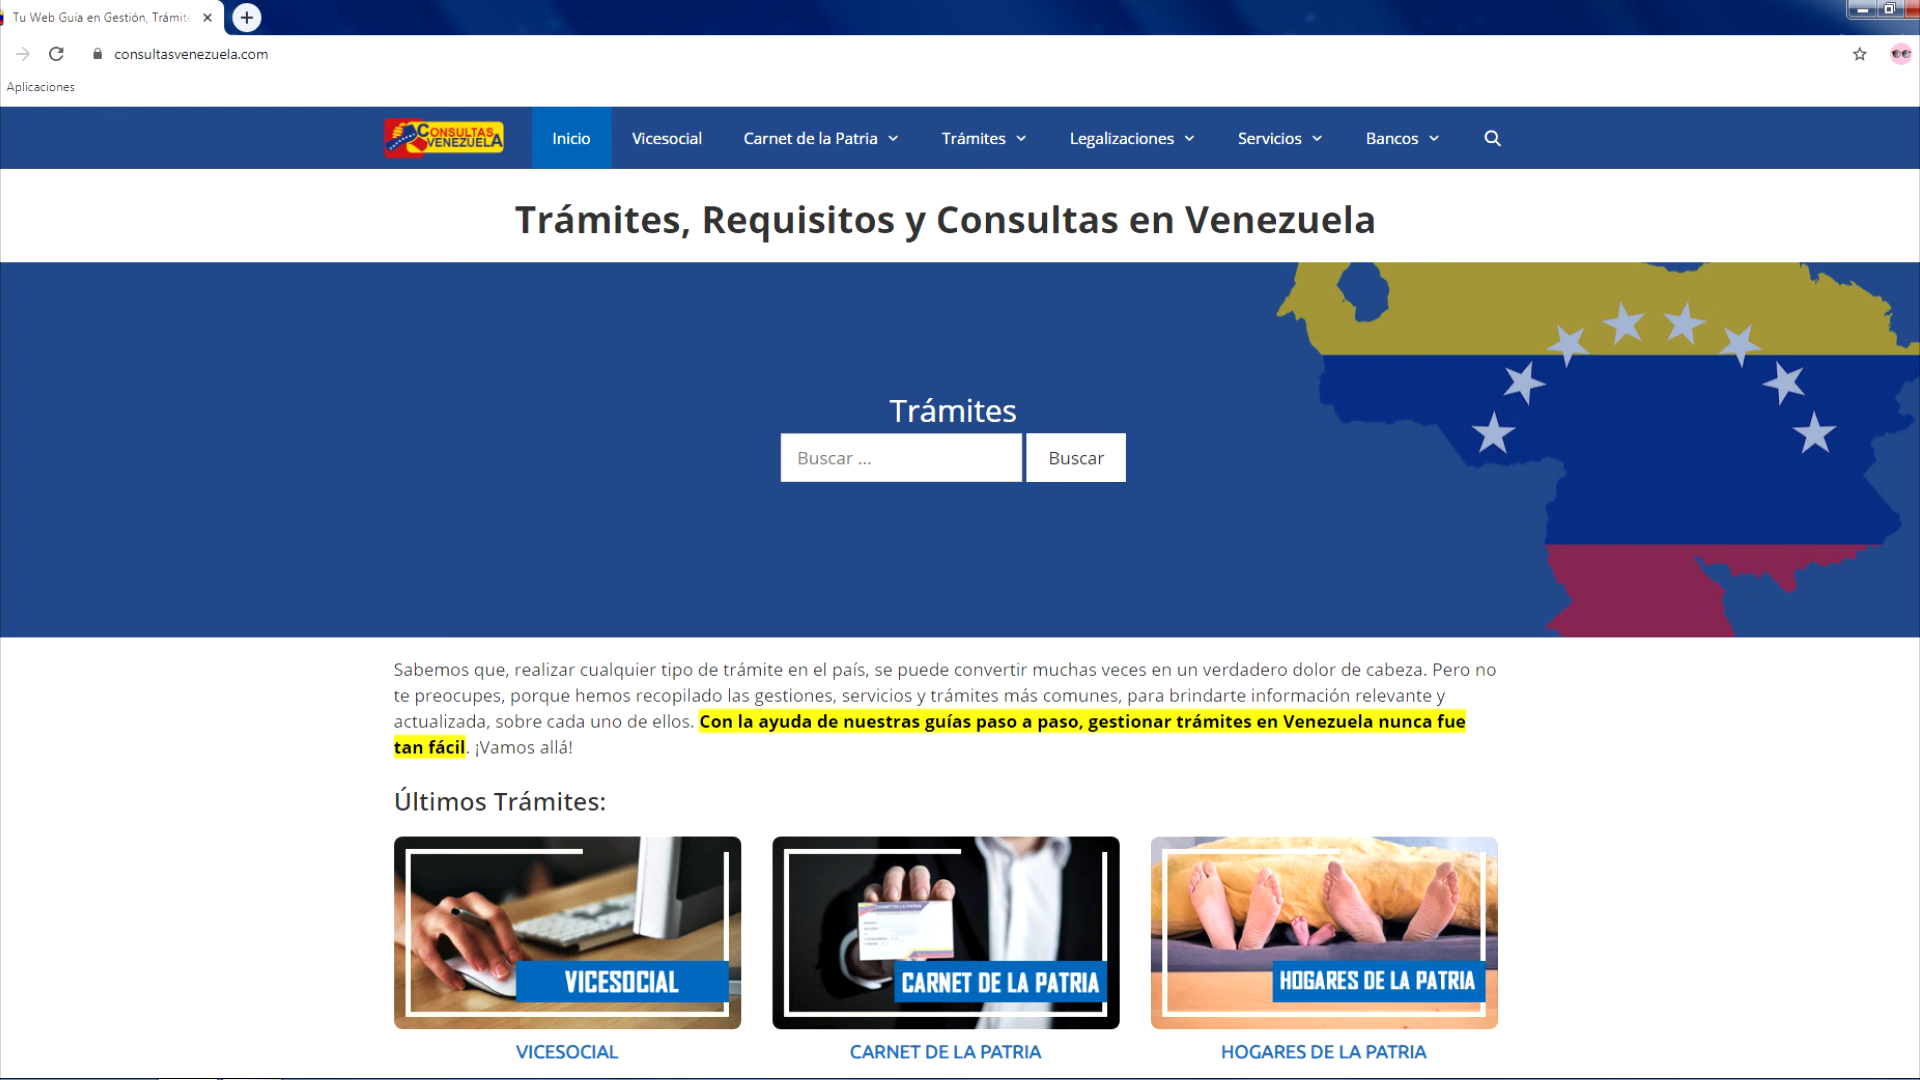 Tu Web Guía en Gestión, Trámit
consultasvenezuela.com
Aplicaciones
CONSULTAS VENEZUELA
Inicio
Vicesocial
Carnet de la Patria
Trámites
Legalizaciones
Servicios
Bancos
Trámites, Requisitos y Consultas en Venezuela
Trámites
Buscar ...
Buscar
Sabemos que, realizar cualquier tipo de trámite en el país, se puede convertir muchas veces en un verdadero dolor de cabeza. Pero no
te preocupes, porque hemos recopilado las gestiones, servicios y trámites más comunes, para brindarte información relevante y
actualizada, sobre cada uno de ellos. Con la ayuda de nuestras guías paso a paso, gestionar trámites en Venezuela nunca fue
tan fácil. ¡Vamos allá!
Últimos Trámites:
VICESOCIAL
CARNET DE LA PATRIA
HOGARES DE LA PATRIA
VICESOCIAL
CARNET DE LA PATRIA
HOGARES DE LA PATRIA